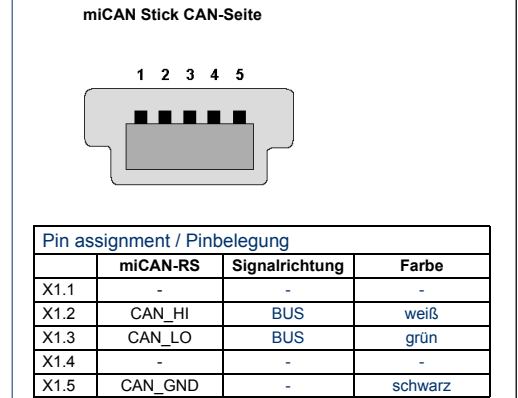 miCAN Stick CAN-Seite
1 2 3 4 5
Pin assignment / Pinbelegung
miCAN-RS Signalrichtung Farbe
X1.1 - - -
X1.2 CAN_HI BUS weiß
X1.3 CAN_LO BUS grün
X1.4 - - -
X1.5 CAN_GND - schwarz